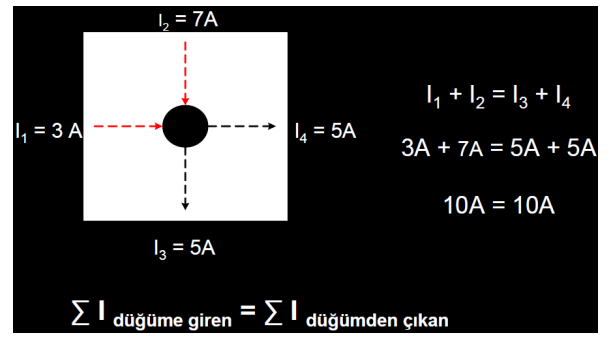 I₂ = 7A
I₁ = 3 A
I₄ = 5A
I₃ = 5A
I₁ + I₂ = I₃ + I₄
3A + 7A = 5A + 5A
10A = 10A
∑ I düğüme giren = ∑ I düğümden çıkan